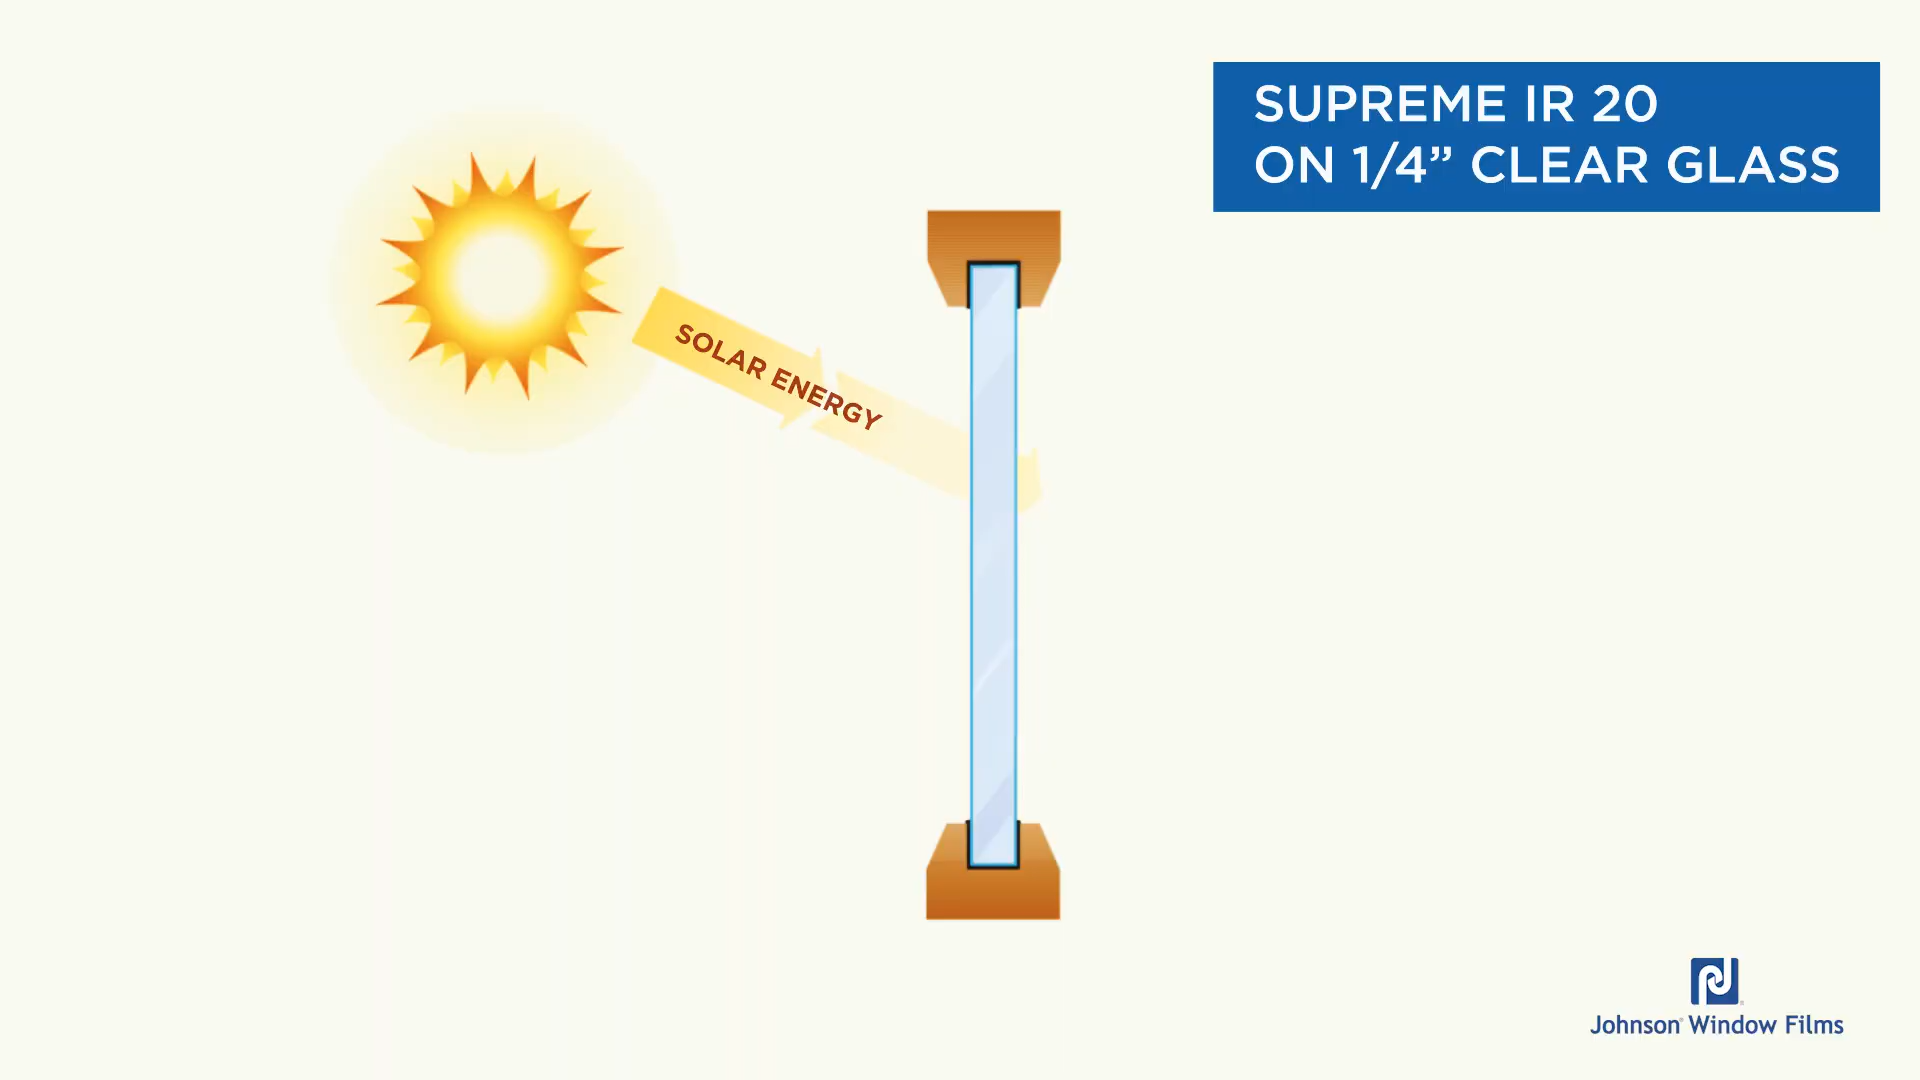 SUPREME IR 20
ON 1/4” CLEAR GLASS
SOLAR ENERGY
Johnson® Window Films